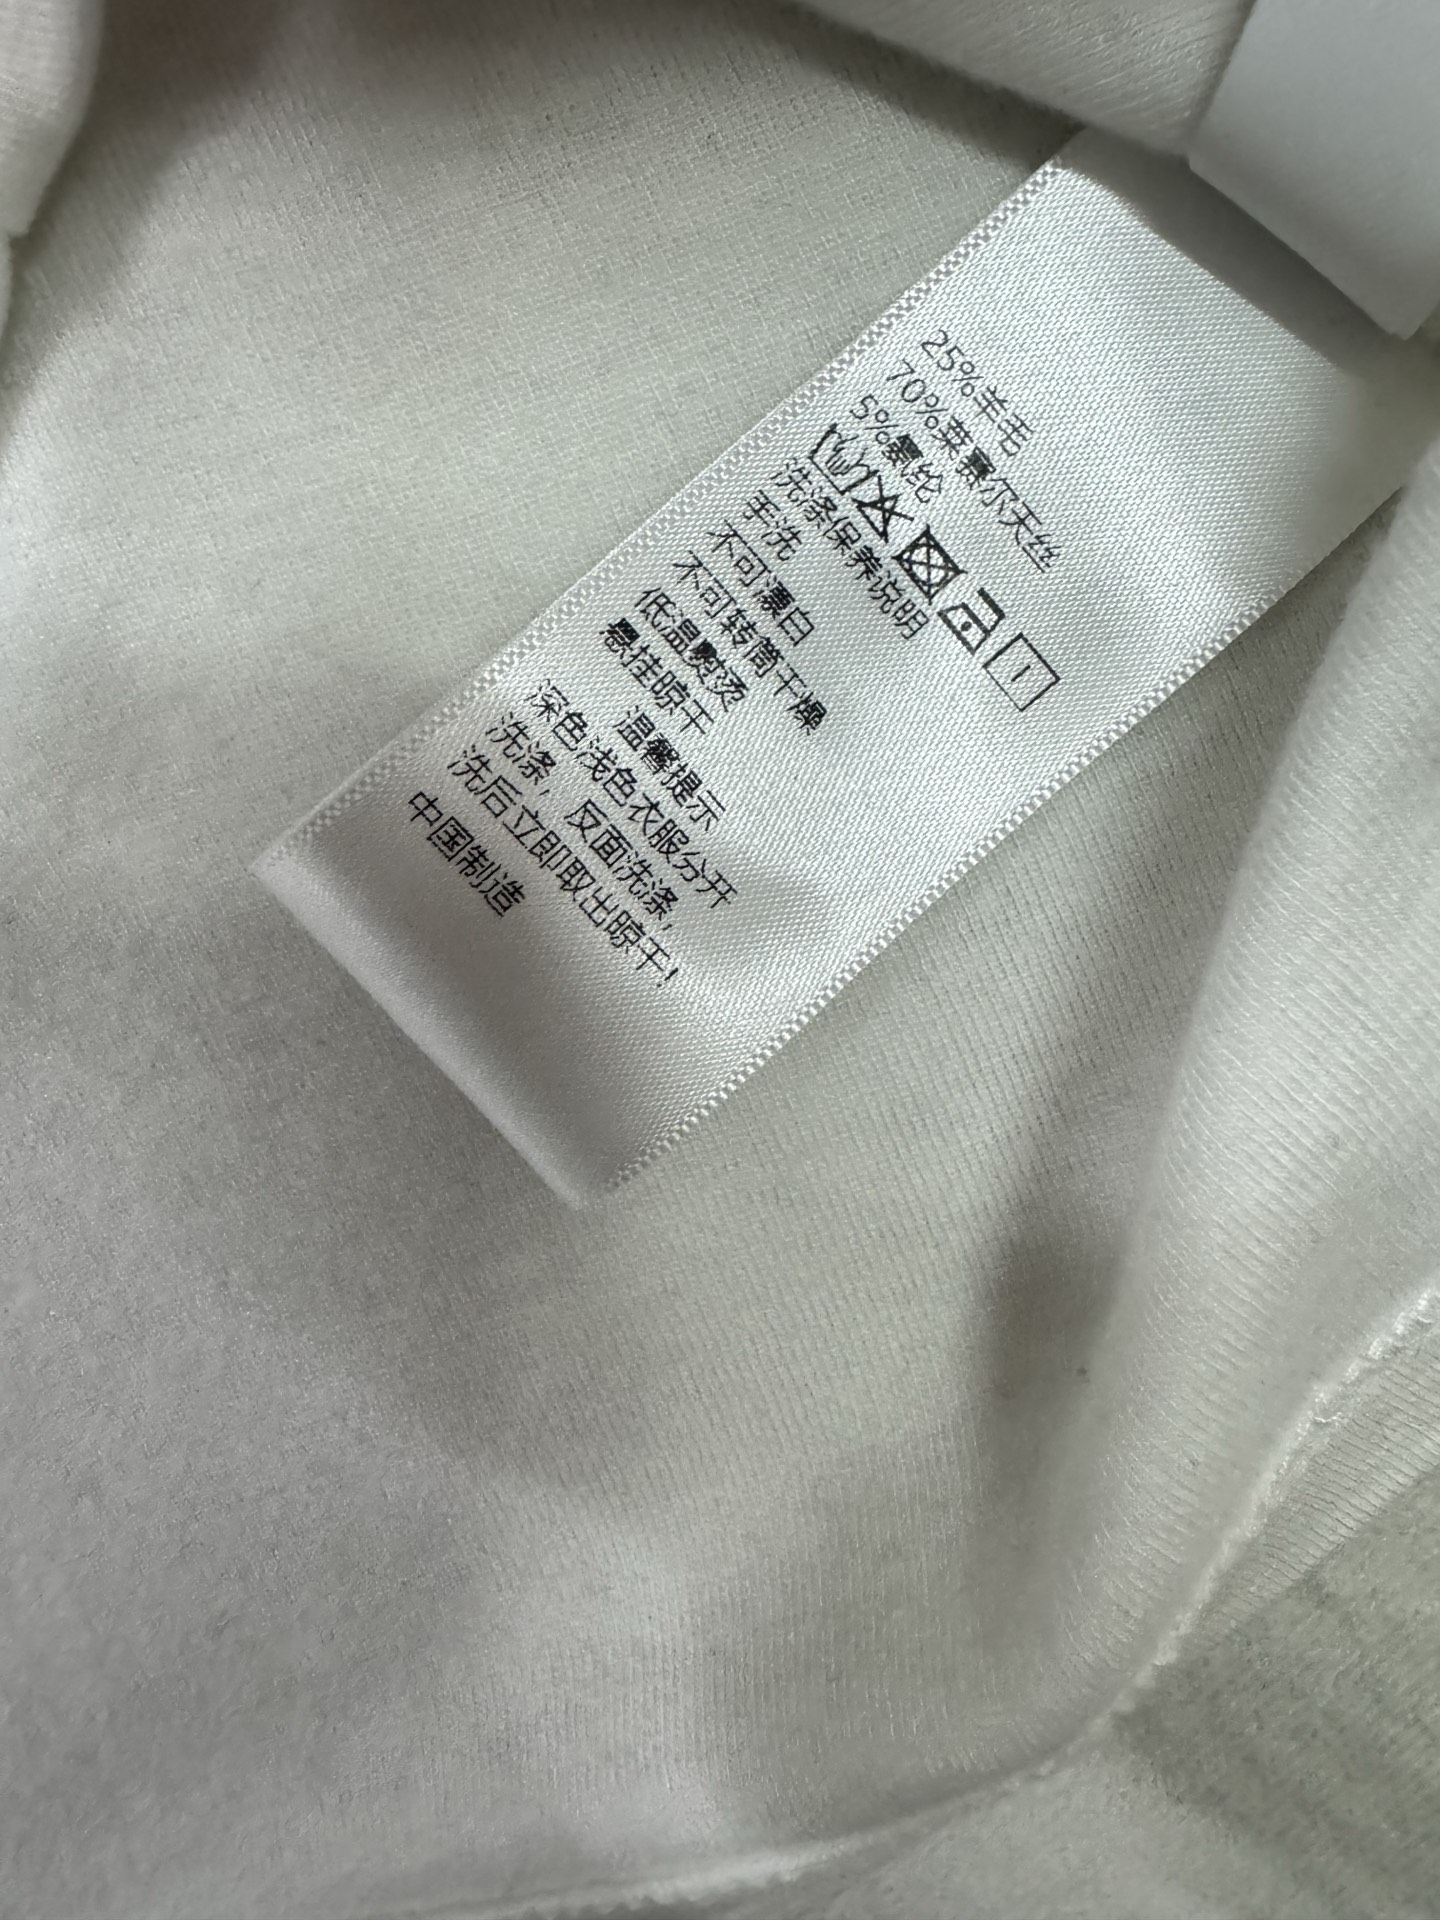 25%羊毛
70%莱赛尔天丝
5%氨纶
洗涤保养说明
手洗
不可漂白
不可转筒干燥
低温熨烫
悬挂晾干
温馨提示
深色浅色衣服分开
洗涤，反面洗涤，
洗后立即取出晾干！
中国制造